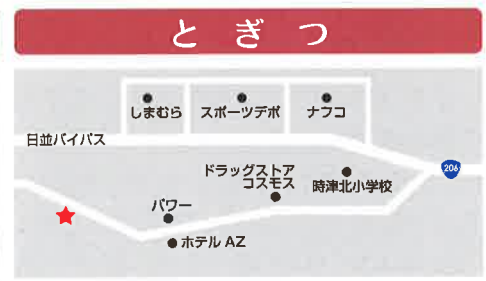 とぎつ
しまむら
スポーツデポ
ナフコ
日並バイパス
206
ドラッグストア
コスモス
時津北小学校
パワー
ホテル AZ